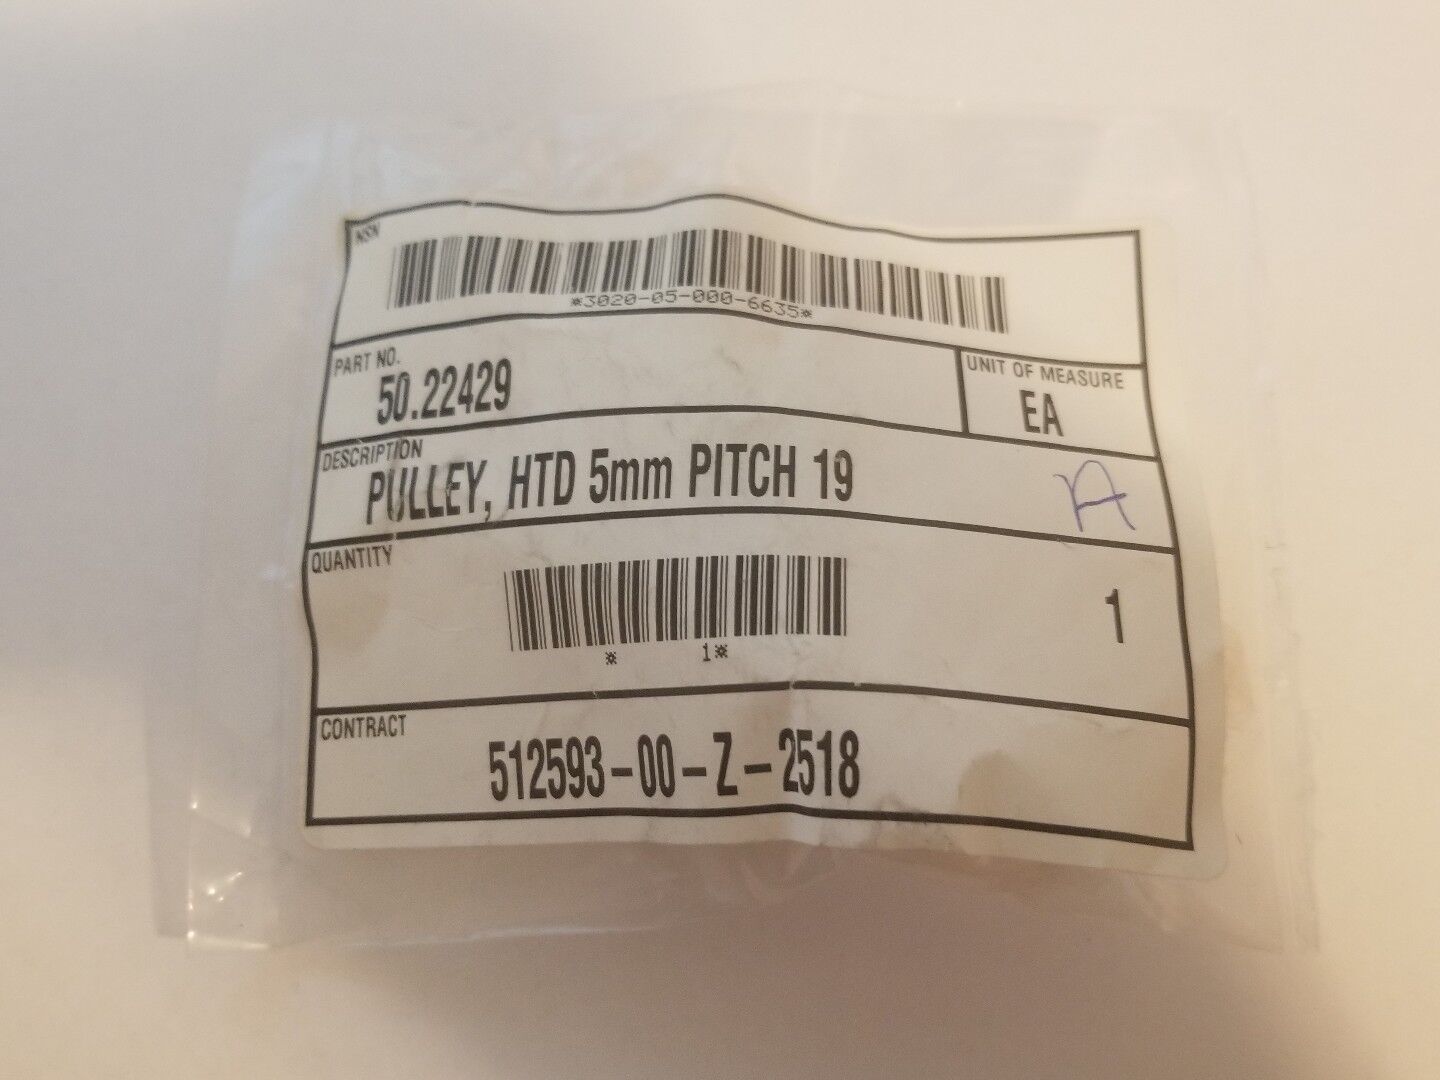 NSN
*3020-05-000-6635*
PART NO.
50.22429
UNIT OF MEASURE
EA
DESCRIPTION
PULLEY, HTD 5mm PITCH 19
A
QUANTITY
* 1*
1
CONTRACT
512593-00-Z-2518